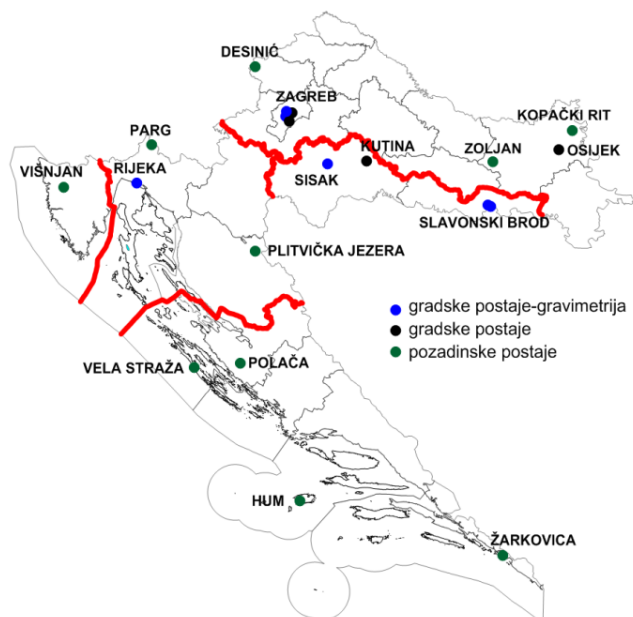 DESINIĆ
ZAGREB
KOPAČKI RIT
PARG
KUTINA
OSIJEK
ZOLJAN
VIŠNJAN
RIJEKA
SISAK
SLAVONSKI BROD
PLITVIČKA JEZERA
gradske postaje-gravimetrija
gradske postaje
pozadinske postaje
POLAČA
VELA STRAŽA
HUM
ŽARKOVICA